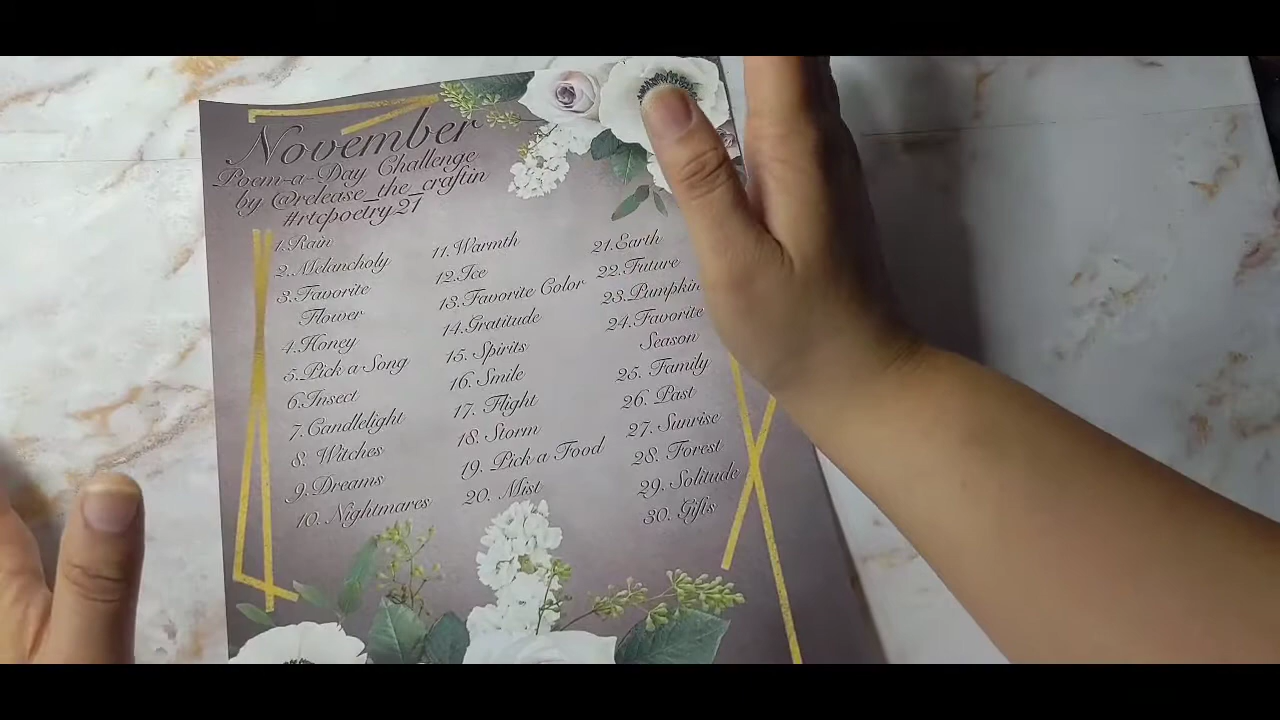 November
Poem-a-Day Challenge
by @release_the_craftin
#rtcpoetry21
1.Rain
2.Melancholy
3.Favorite
Flower
4.Honey
5.Pick a Song
6.Insect
7.Candlelight
8. Witches
9.Dreams
10. Nightmares
11.Warmth
12.Ice
13.Favorite Color
14.Gratitude
15. Spirits
16. Smile
17. Flight
18. Storm
19. Pick a Food
20. Mist
21.Earth
22.Future
23.Pumpkin
24.Favorite
Season
25. Family
26. Past
27. Sunrise
28. Forest
29. Solitude
30. Gifts